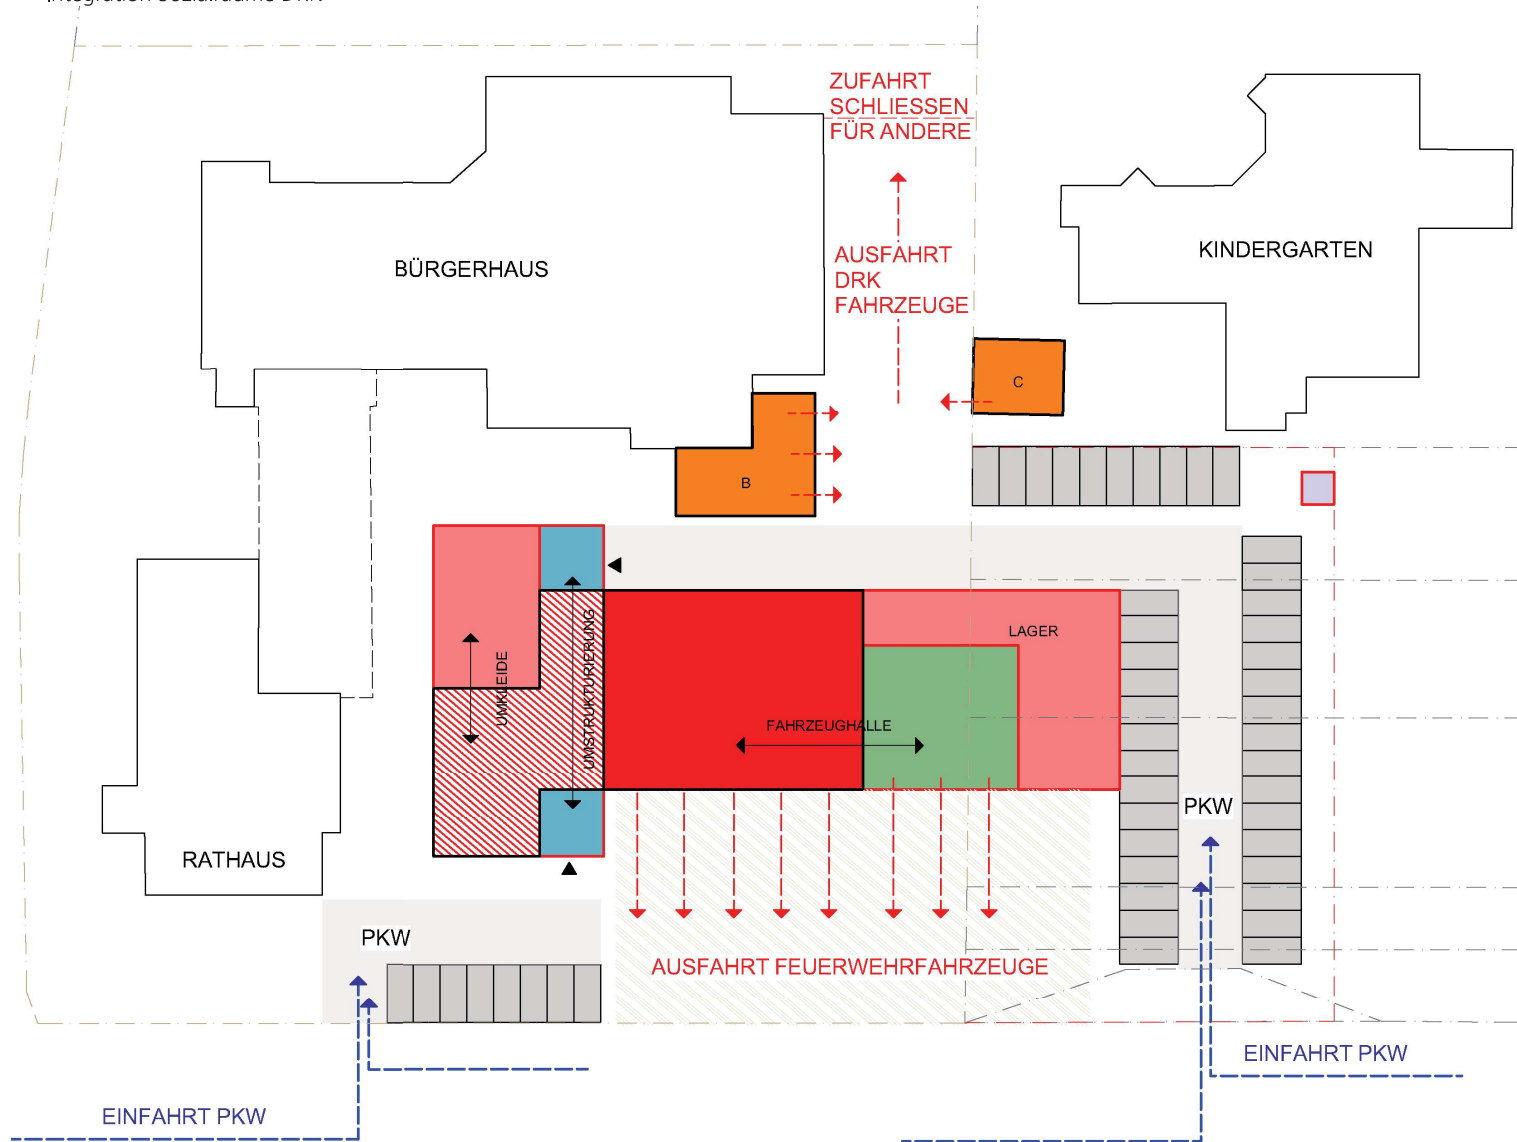 ZUFAHRT
SCHLIESSEN
FÜR ANDERE
BÜRGERHAUS
AUSFAHRT
DRK
FAHRZEUGE
KINDERGARTEN
C
B
LAGER
UMKLEIDE
UMSTRUKTURIERUNG
FAHRZEUGHALLE
PKW
RATHAUS
PKW
AUSFAHRT FEUERWEHRFAHRZEUGE
EINFAHRT PKW
EINFAHRT PKW